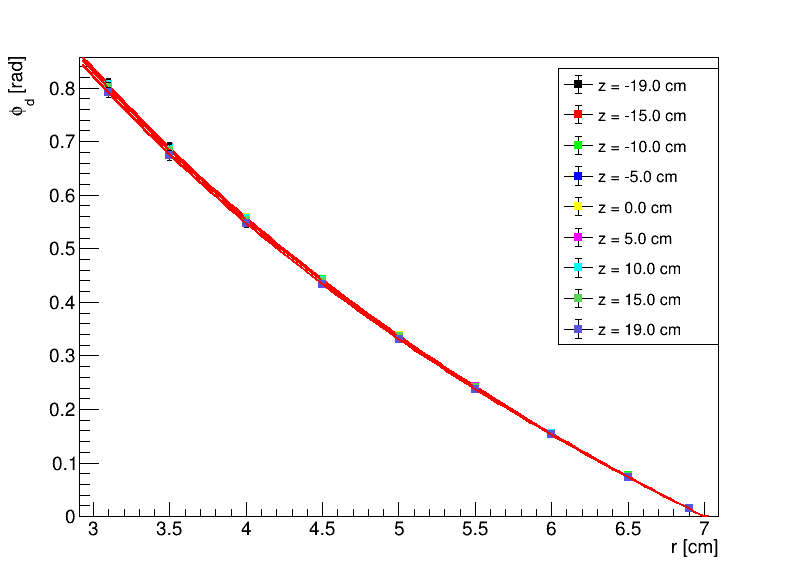 ϕd [rad]
0.8
0.7
0.6
0.5
0.4
0.3
0.2
0.1
0
z = -19.0 cm
z = -15.0 cm
z = -10.0 cm
z = -5.0 cm
z = 0.0 cm
z = 5.0 cm
z = 10.0 cm
z = 15.0 cm
z = 19.0 cm
3 3.5 4 4.5 5 5.5 6 6.5 7
r [cm]